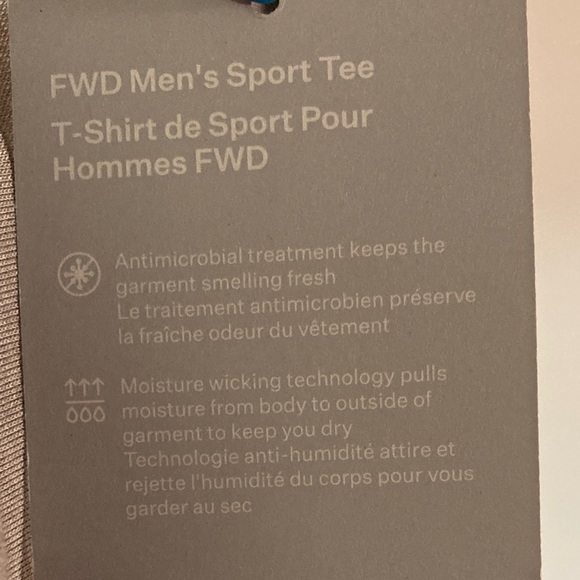 FWD Men's Sport Tee
T-Shirt de Sport Pour
Hommes FWD
Antimicrobial treatment keeps the
garment smelling fresh
Le traitement antimicrobien préserve
la fraîche odeur du vêtement
Moisture wicking technology pulls
moisture from body to outside of
garment to keep you dry
Technologie anti-humidité attire et
rejette l'humidité du corps pour vous
garder au sec